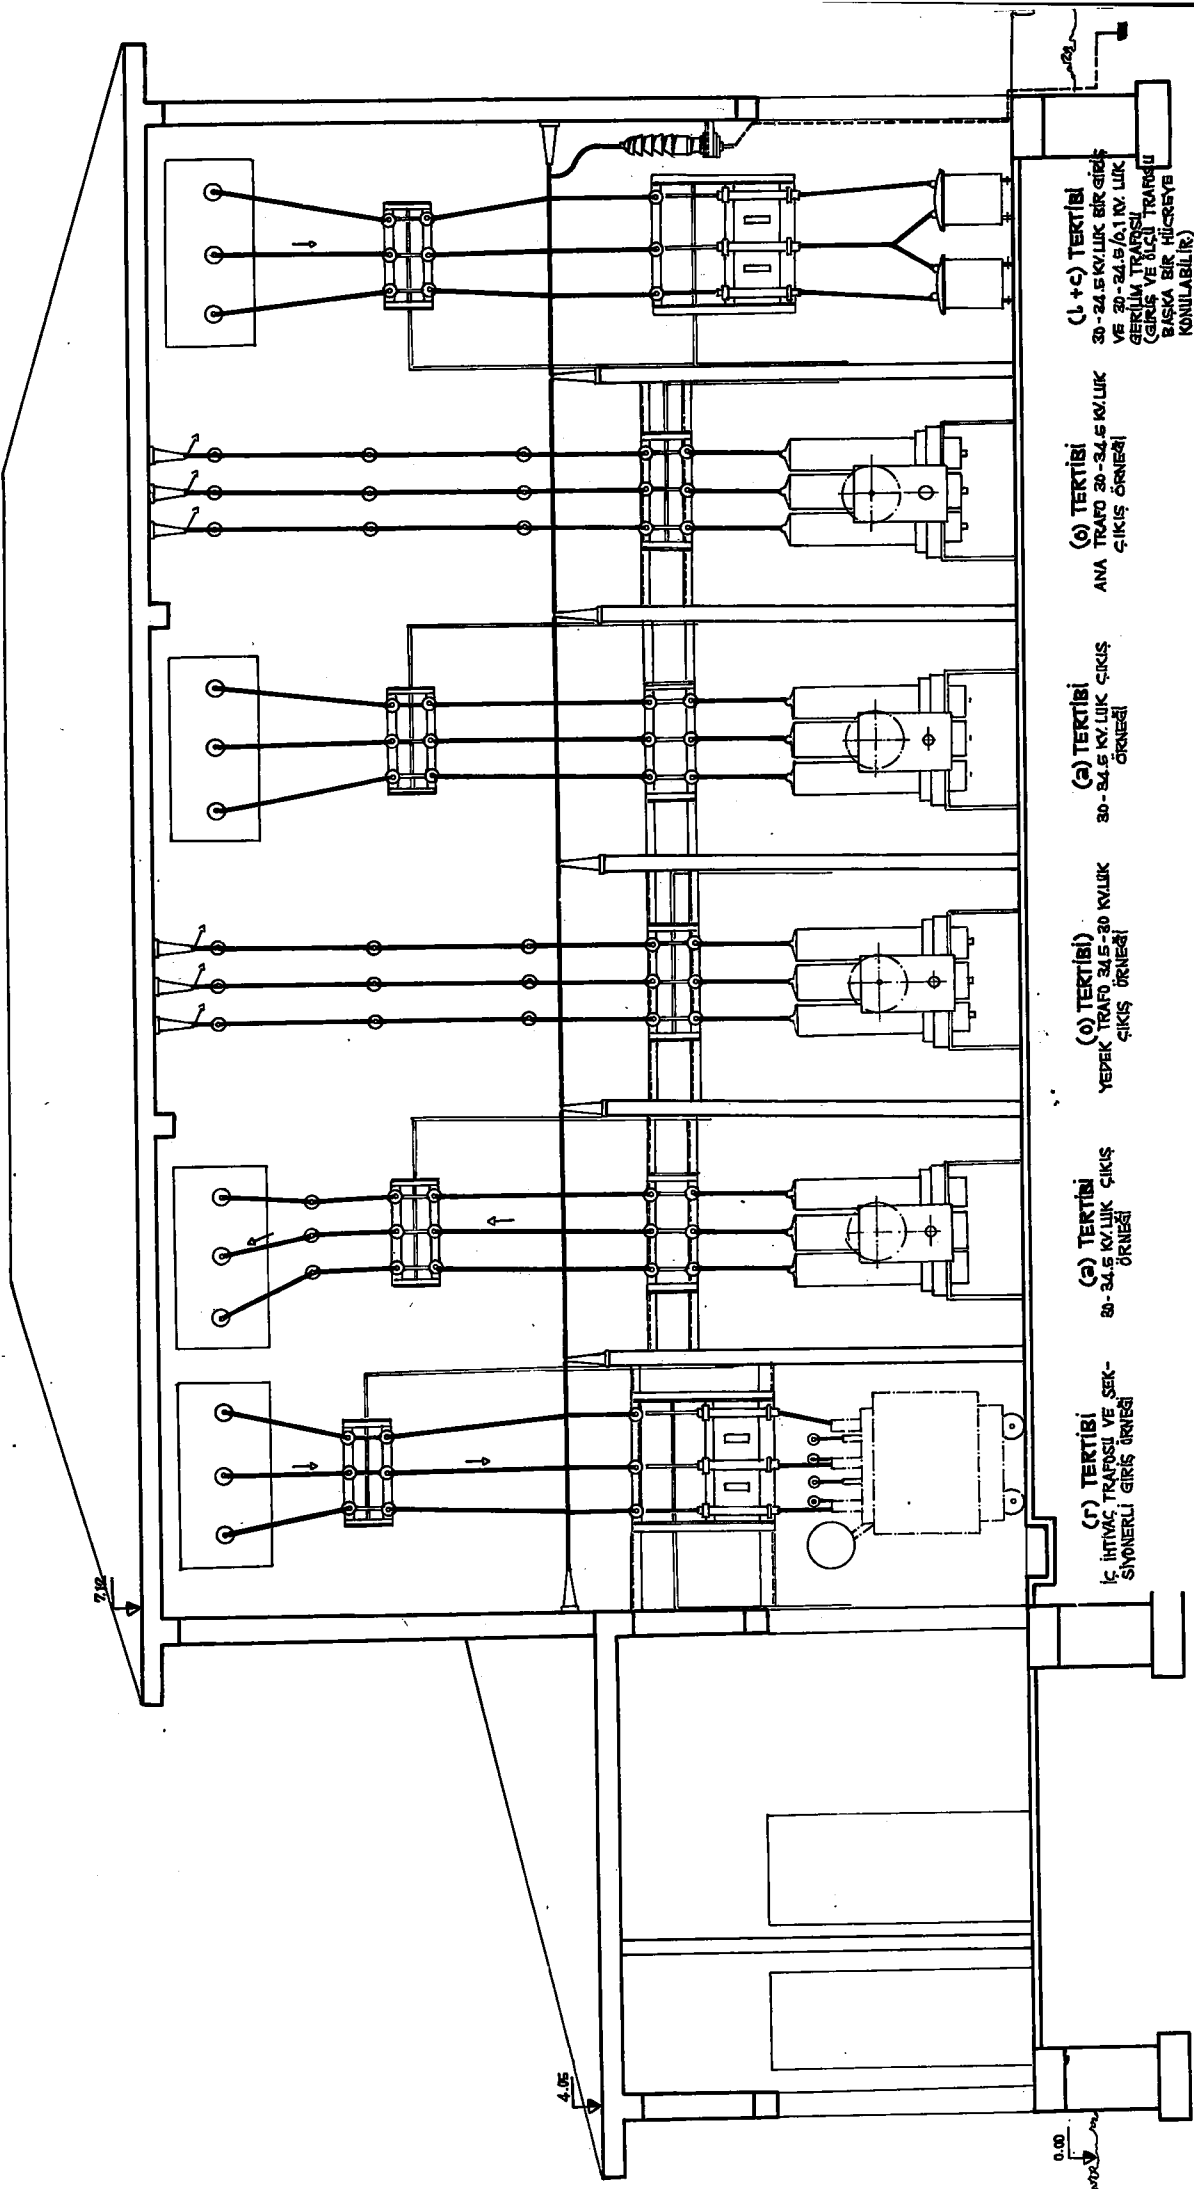 7.12
4.05
0.00
(r) TERTİBİ
İÇ İHTİYAÇ TRAFOSU VE SEK-
SİYONERLİ GİRİŞ ÖRNEĞİ
(a) TERTİBİ
30-34.5 KV.LUK ÇIKIŞ
ÖRNEĞİ
(o) TERTİBİ)
YEDEK TRAFO 34.5-30 KV.LUK
ÇIKIŞ ÖRNEĞİ
(a) TERTİBİ
30-34.5 KV.LUK ÇIKIŞ
ÖRNEĞİ
(o) TERTİBİ
ANA TRAFO 30-34.5 KV.LUK
ÇIKIŞ ÖRNEĞİ
(l+c) TERTİBİ
30-34.5 KV.LUK BİR GİRİŞ
VE 30-34.5/0,1 KV. LUK
GERİLİM TRAFOSU
(GİRİŞ VE ÖLÇÜ TRAFOSU
BAŞKA BİR HÜCREYE
KONULABİLİR)